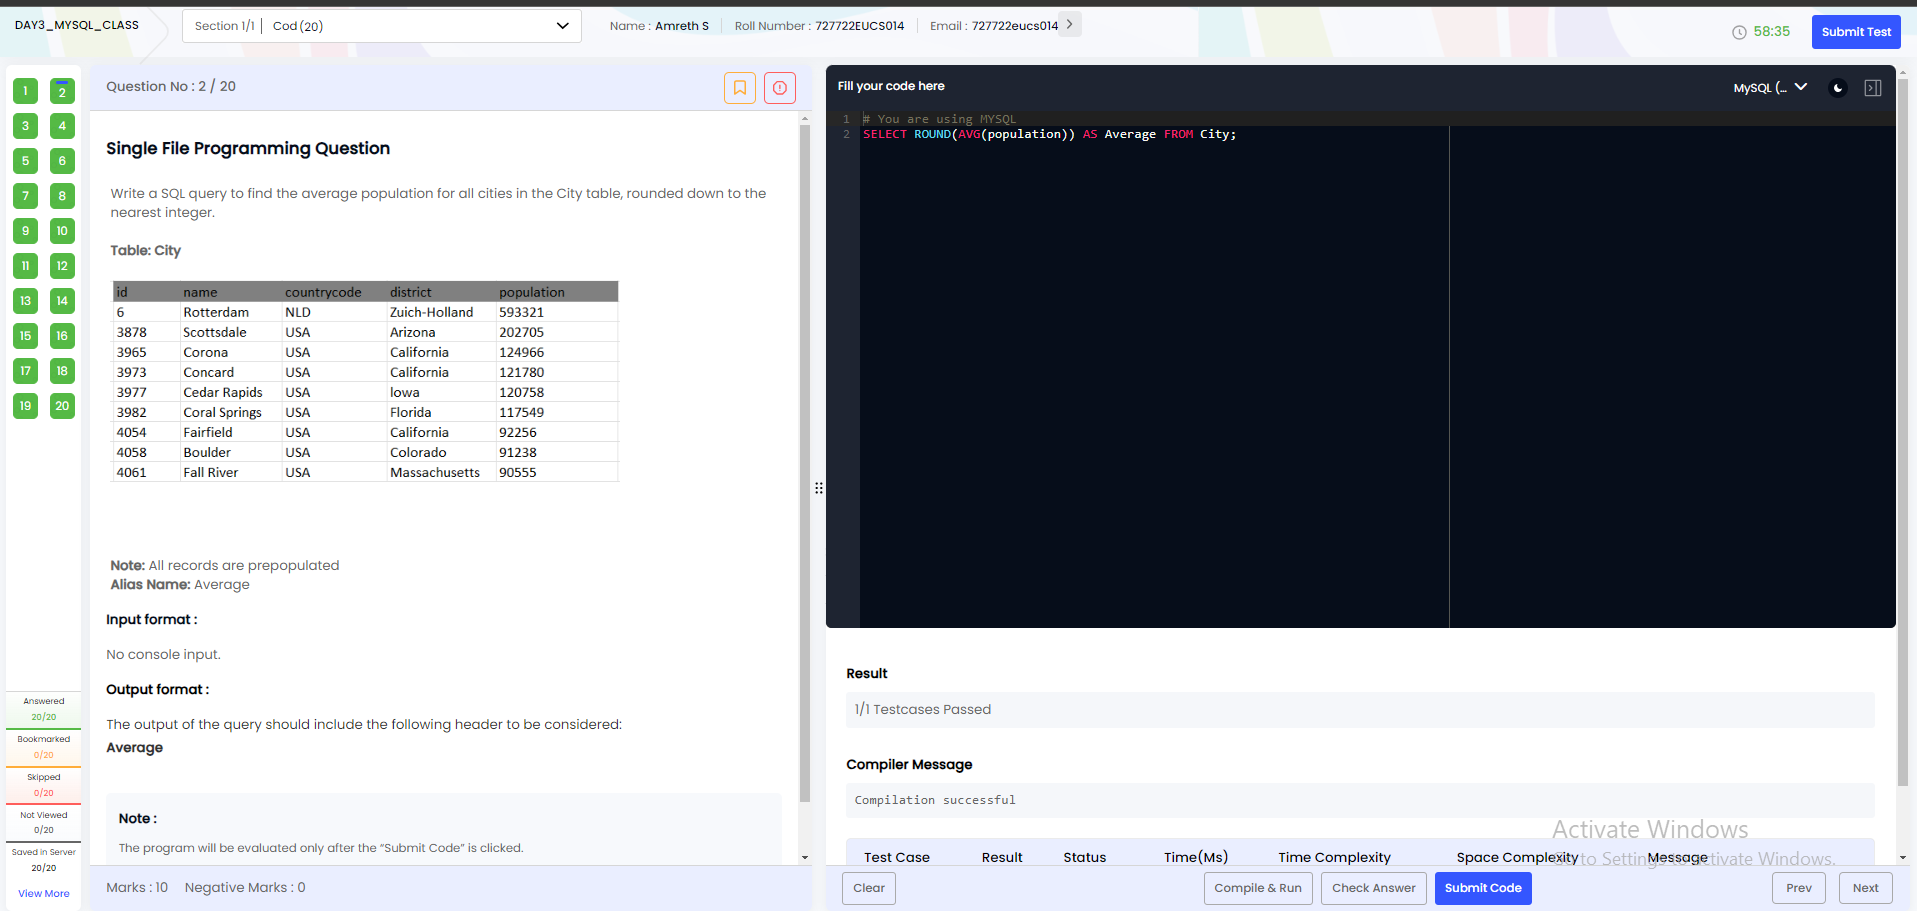 DAY3_MYSQL_CLASS
Section 1/1 | Cod (20)
Name : Amreth S
Roll Number : 727722EUCS014
Email : 727722eucs014
58:35
Submit Test
1 2
3 4
5 6
7 8
9 10
11 12
13 14
15 16
17 18
19 20
Answered
20/20
Bookmarked
0/20
Skipped
0/20
Not Viewed
0/20
Saved in Server
20/20
View More
Question No : 2 / 20
Single File Programming Question
Write a SQL query to find the average population for all cities in the City table, rounded down to the
nearest integer.
Table: City
id name countrycode district population
6 Rotterdam NLD Zuich-Holland 593321
3878 Scottsdale USA Arizona 202705
3965 Corona USA California 124966
3973 Concard USA California 121780
3977 Cedar Rapids USA Iowa 120758
3982 Coral Springs USA Florida 117549
4054 Fairfield USA California 92256
4058 Boulder USA Colorado 91238
4061 Fall River USA Massachusetts 90555
Note: All records are prepopulated
Alias Name: Average
Input format :
No console input.
Output format :
The output of the query should include the following header to be considered:
Average
Note :
The program will be evaluated only after the “Submit Code” is clicked.
Marks : 10 Negative Marks : 0
Fill your code here
MySQL (...
1 # You are using MYSQL
2 SELECT ROUND(AVG(population)) AS Average FROM City;
Result
1/1 Testcases Passed
Compiler Message
Compilation successful
Activate Windows
Go to Settings to activate Windows.
Test Case Result Status Time(Ms) Time Complexity Space Complexity Message
Clear
Compile & Run
Check Answer
Submit Code
Prev
Next